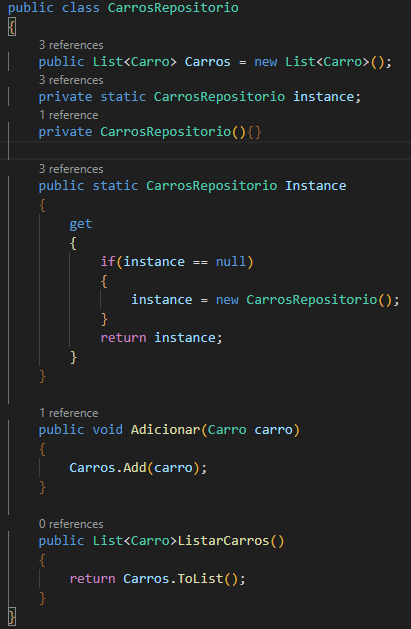 public class CarrosRepositorio
{
3 references
public List<Carro> Carros = new List<Carro>();
3 references
private static CarrosRepositorio instance;
1 reference
private CarrosRepositorio(){}
3 references
public static CarrosRepositorio Instance
{
get
{
if(instance == null)
{
instance = new CarrosRepositorio();
}
return instance;
}
}
1 reference
public void Adicionar(Carro carro)
{
Carros.Add(carro);
}
0 references
public List<Carro>ListarCarros()
{
return Carros.ToList();
}
}